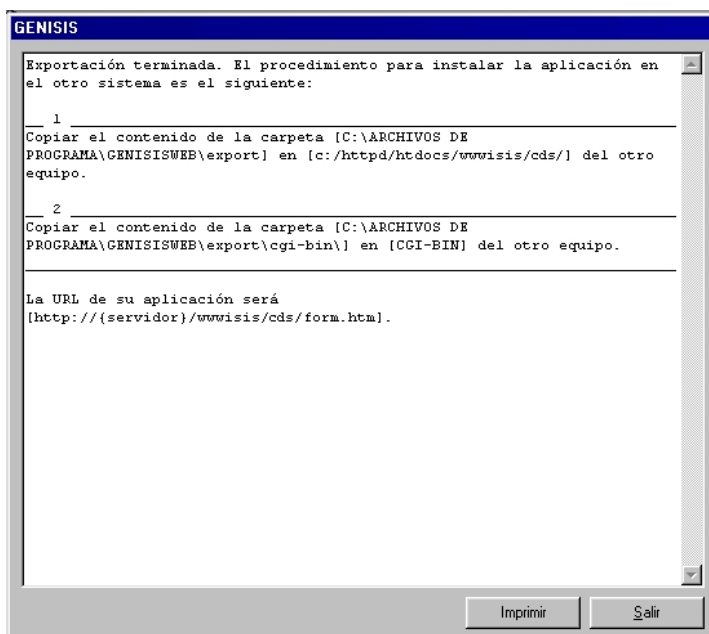 GENISIS
Exportación terminada. El procedimiento para instalar la aplicación en
el otro sistema es el siguiente:
__ 1 __
Copiar el contenido de la carpeta [C:\ARCHIVOS DE
PROGRAMA\GENISISWEB\export] en [c:/httpd/htdocs/wwwisis/cds/] del otro
equipo.
__ 2 __
Copiar el contenido de la carpeta [C:\ARCHIVOS DE
PROGRAMA\GENISISWEB\export\cgi-bin\] en [CGI-BIN] del otro equipo.
La URL de su aplicación será
[http://{servidor}/wwwisis/cds/form.htm].
Imprimir Salir